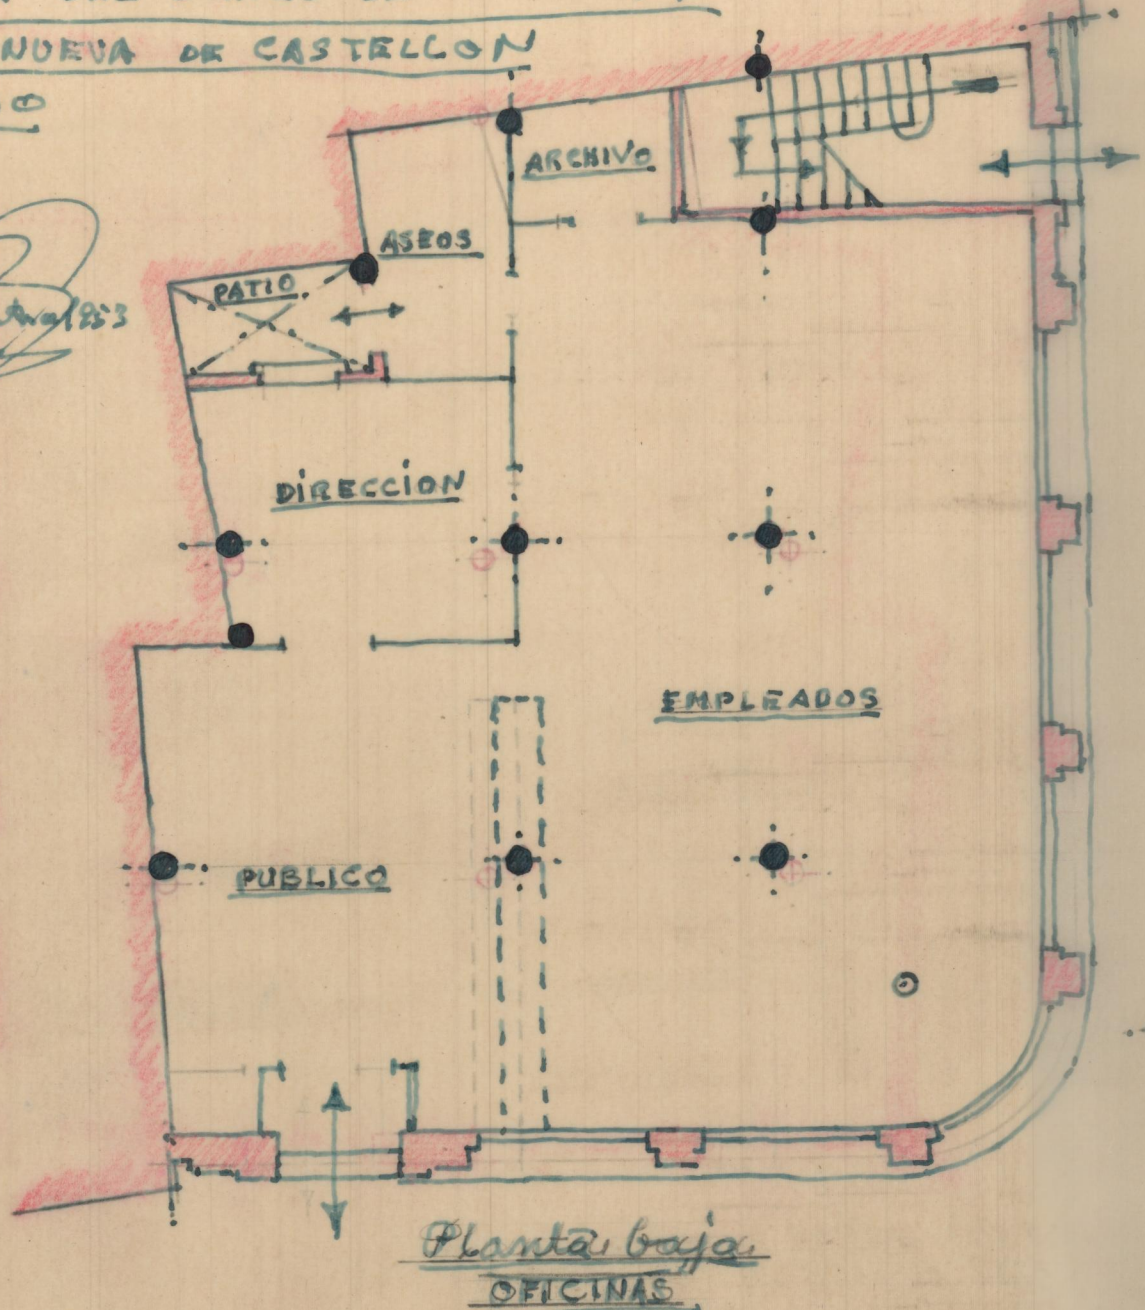 NUEVA DE CASTELLON
ARCHIVO
ASEOS
PATIO.
DIRECCION
EMPLEADOS
PUBLICO
Planta baja
OFICINAS